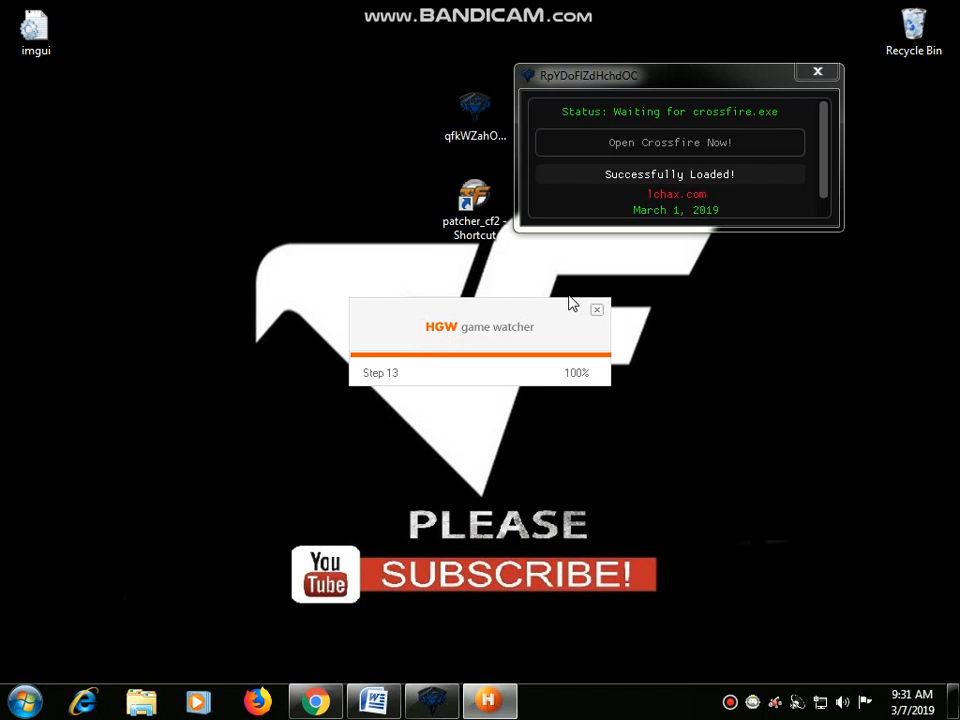 www.BANDICAM.com
imgui
Recycle Bin
RpYDoFlZdHchdOC
Status: Waiting for crossfire.exe
Open Crossfire Now!
Successfully Loaded!
1chax.com
March 1, 2019
qfkWZahO...
patcher_cf2 -
Shortcut
HGW game watcher
Step 13
100%
PLEASE
You
Tube
SUBSCRIBE!
9:31 AM
3/7/2019